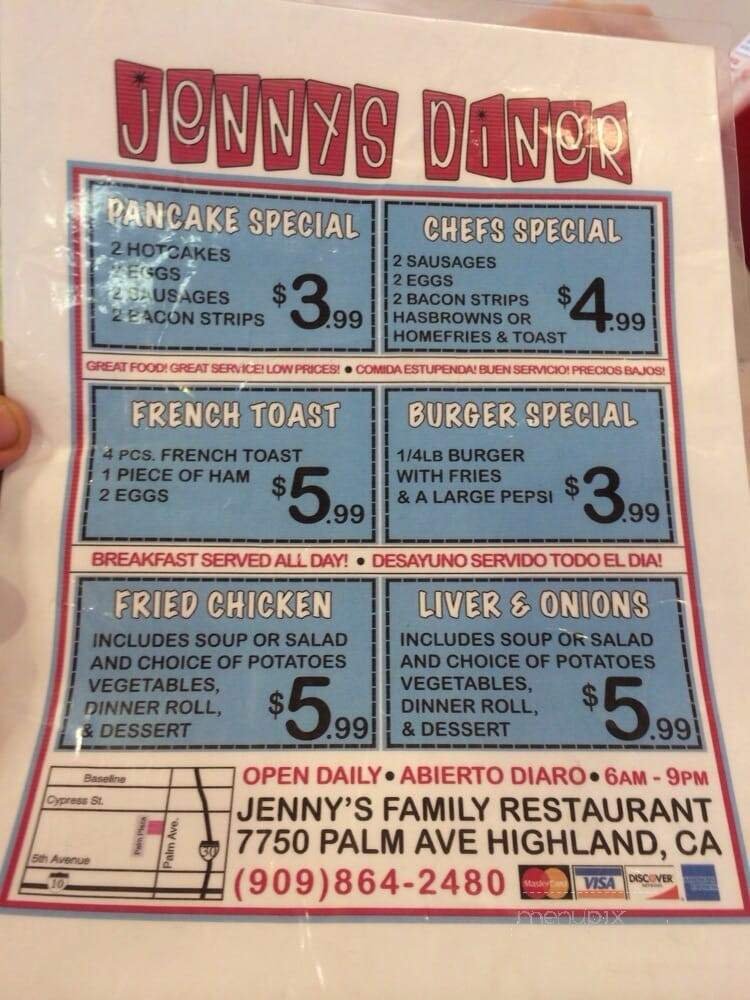 JENNYS DINER
PANCAKE SPECIAL
2 HOTCAKES
2 EGGS
2 SAUSAGES
2 BACON STRIPS
$3.99
CHEFS SPECIAL
2 SAUSAGES
2 EGGS
2 BACON STRIPS
HASBROWNS OR
HOMEFRIES & TOAST
$4.99
GREAT FOOD! GREAT SERVICE! LOW PRICES! • COMIDA ESTUPENDA! BUEN SERVICIO! PRECIOS BAJOS!
FRENCH TOAST
4 PCS. FRENCH TOAST
1 PIECE OF HAM
2 EGGS
$5.99
BURGER SPECIAL
1/4LB BURGER
WITH FRIES
& A LARGE PEPSI
$3.99
BREAKFAST SERVED ALL DAY! • DESAYUNO SERVIDO TODO EL DIA!
FRIED CHICKEN
INCLUDES SOUP OR SALAD
AND CHOICE OF POTATOES
VEGETABLES,
DINNER ROLL,
& DESSERT
$5.99
LIVER & ONIONS
INCLUDES SOUP OR SALAD
AND CHOICE OF POTATOES
VEGETABLES,
DINNER ROLL,
& DESSERT
$5.99
Baseline
Cypress St.
Palm Plaza
Palm Ave.
30
5th Avenue
10
OPEN DAILY • ABIERTO DIARO • 6AM - 9PM
JENNY'S FAMILY RESTAURANT
7750 PALM AVE HIGHLAND, CA
(909)864-2480
MasterCard
VISA
DISCOVER
menupix